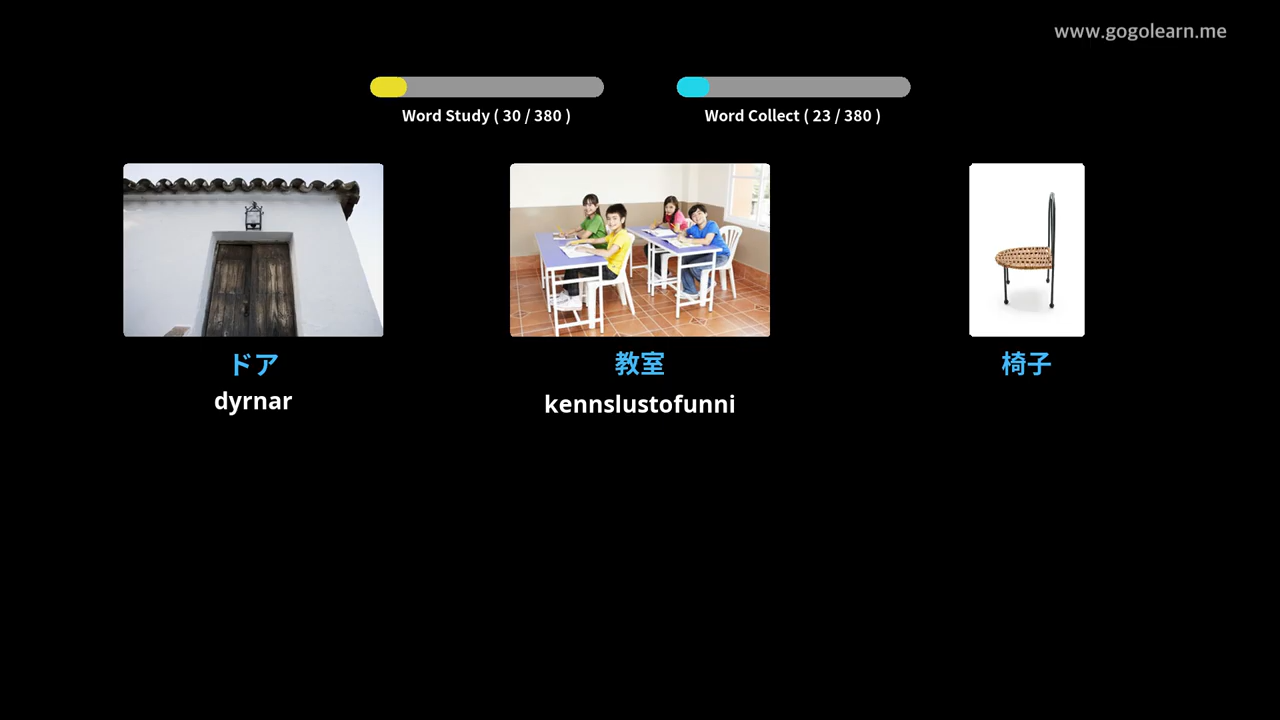 www.gogolearn.me
Word Study ( 30 / 380 )
Word Collect ( 23 / 380 )
ドア
教室
椅子
dyrnar
kennslustofunni